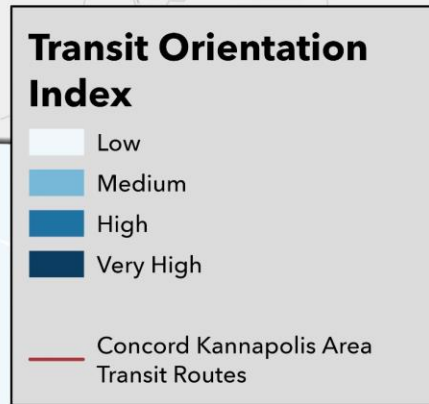 Transit Orientation
Index
Low
Medium
High
Very High
Concord Kannapolis Area
Transit Routes